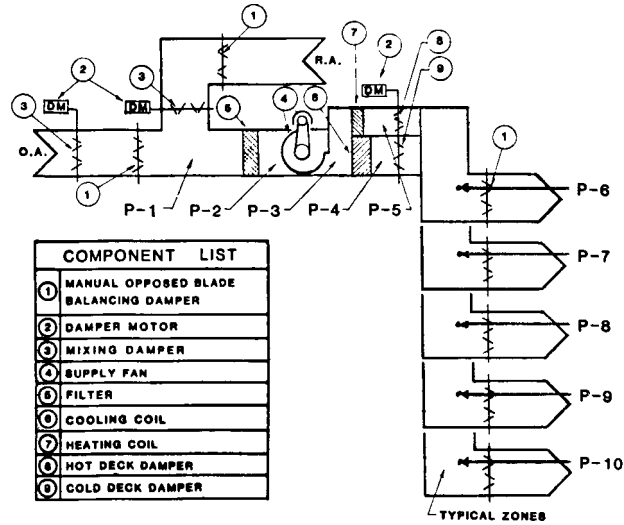 1
R.A.
7
2
8
9
DM
2
3
3
DM
DM
5
4
6
1
O.A.
1
P-1
P-2
P-3
P-4
P-5
P-6
P-7
P-8
P-9
P-10
TYPICAL ZONES
COMPONENT LIST
1 MANUAL OPPOSED BLADE
BALANCING DAMPER
2 DAMPER MOTOR
3 MIXING DAMPER
4 SUPPLY FAN
5 FILTER
6 COOLING COIL
7 HEATING COIL
8 HOT DECK DAMPER
9 COLD DECK DAMPER